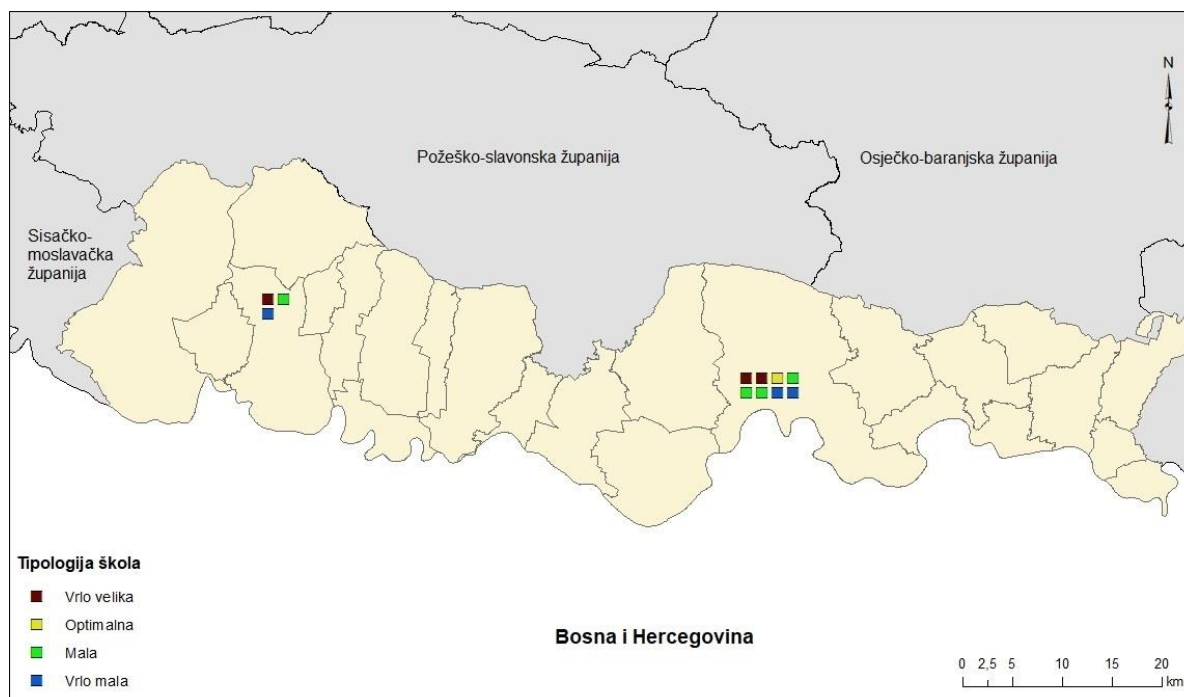 N
Požeško-slavonska županija
Osječko-baranjska županija
Sisačko-
moslavačka
županija
Tipologija škola
Vrlo velika
Optimalna
Mala
Vrlo mala
Bosna i Hercegovina
0 2,5 5 10 15 20
km